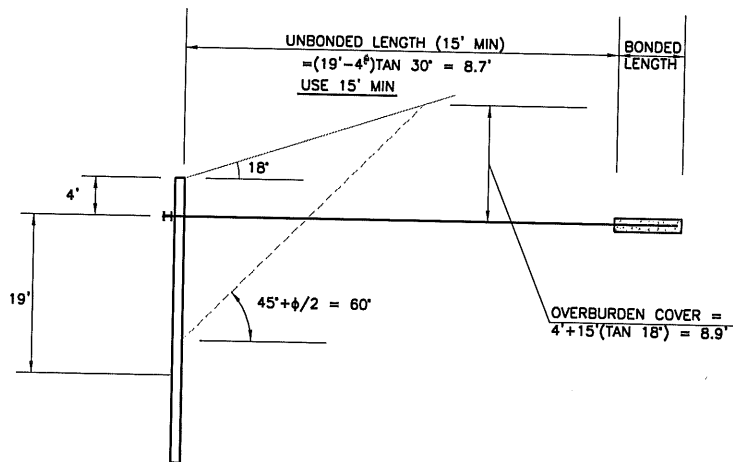 UNBONDED LENGTH (15' MIN)
=(19'-4')TAN 30° = 8.7'
USE 15' MIN
BONDED
LENGTH
18°
4'
19'
45°+ϕ/2 = 60°
OVERBURDEN COVER =
4'+15'(TAN 18°) = 8.9'